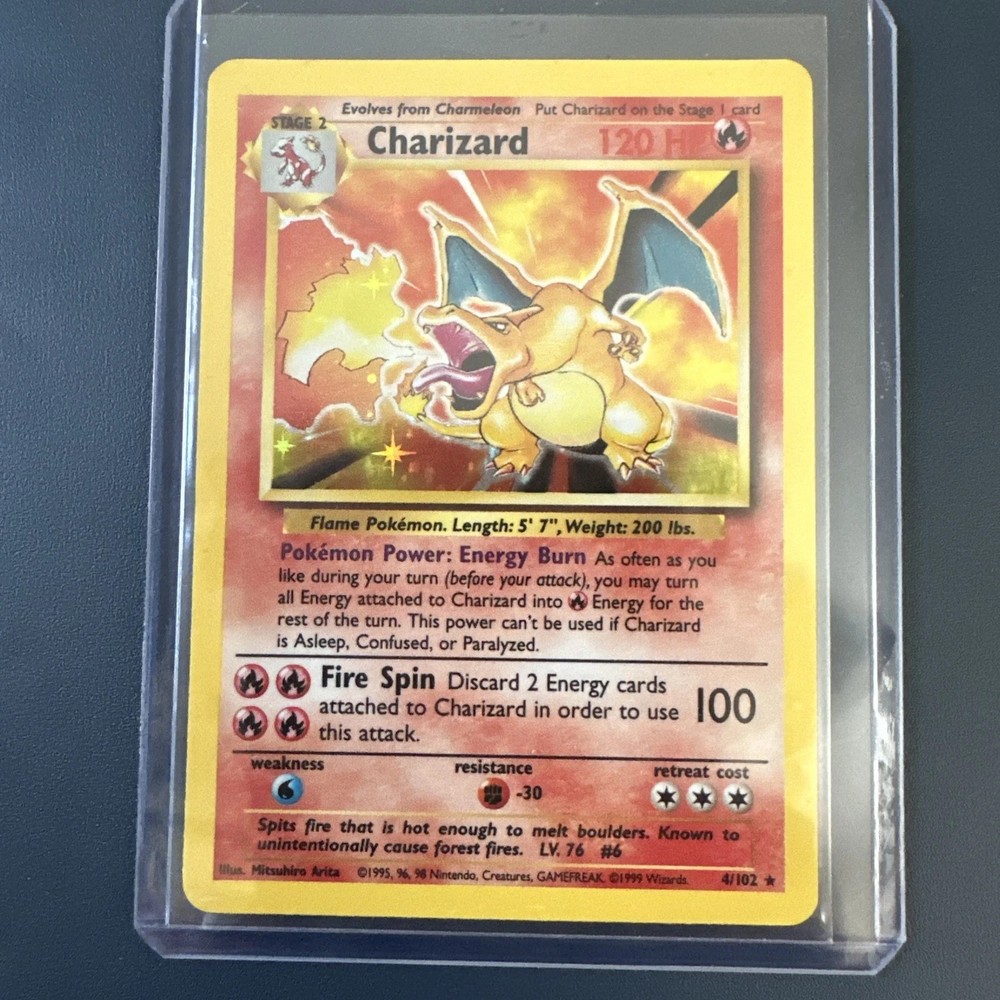 Evolves from Charmeleon Put Charizard on the Stage 1 card
STAGE 2
Charizard 120 H
Flame Pokémon. Length: 5' 7", Weight: 200 lbs.
Pokémon Power: Energy Burn As often as you
like during your turn (before your attack), you may turn
all Energy attached to Charizard into Energy for the
rest of the turn. This power can't be used if Charizard
is Asleep, Confused, or Paralyzed.
Fire Spin Discard 2 Energy cards
attached to Charizard in order to use 100
this attack.
weakness resistance retreat cost
-30
Spits fire that is hot enough to melt boulders. Known to
unintentionally cause forest fires. LV. 76 #6
Illus. Mitsuhiro Arita ©1995, 96, 98 Nintendo, Creatures, GAMEFREAK. ©1999 Wizards. 4/102 ★